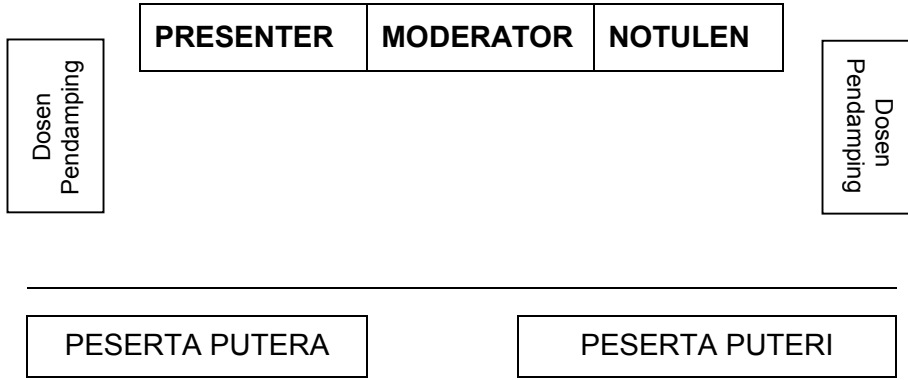 PRESENTER MODERATOR NOTULEN
Dosen
Pendamping
Dosen
Pendamping
PESERTA PUTERA PESERTA PUTERI